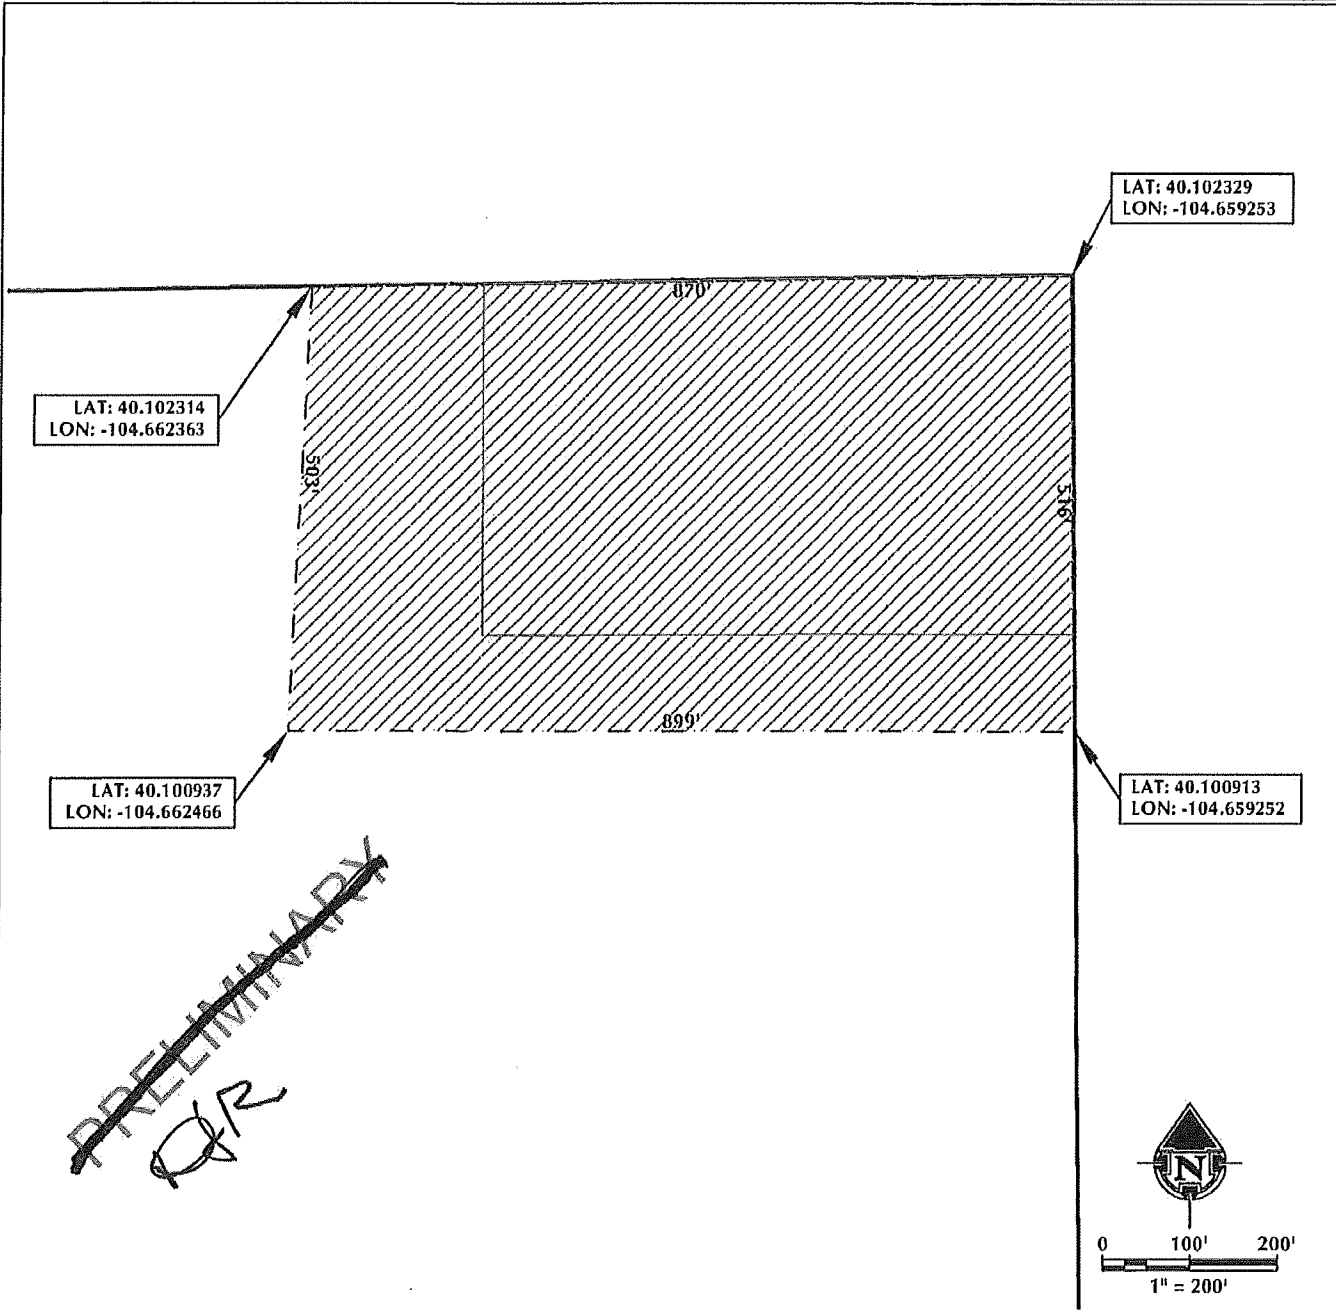 LAT: 40.102329
LON: -104.659253
870'
LAT: 40.102314
LON: -104.662363
503'
516'
899'
LAT: 40.100937
LON: -104.662466
LAT: 40.100913
LON: -104.659252
PRELIMINARY
N
0 100' 200'
1" = 200'